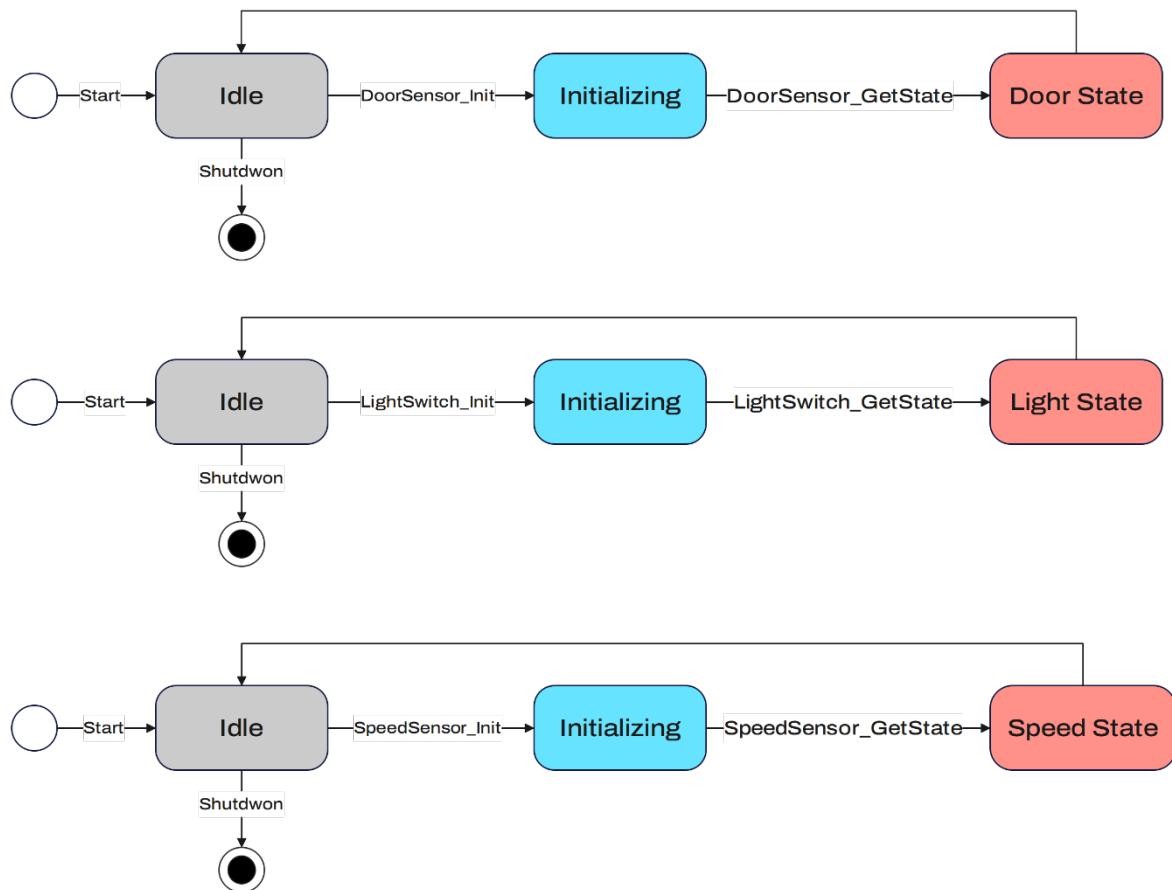 Start
Idle
DoorSensor_Init
Initializing
DoorSensor_GetState
Door State
Shutdwon
Start
Idle
LightSwitch_Init
Initializing
LightSwitch_GetState
Light State
Shutdwon
Start
Idle
SpeedSensor_Init
Initializing
SpeedSensor_GetState
Speed State
Shutdwon